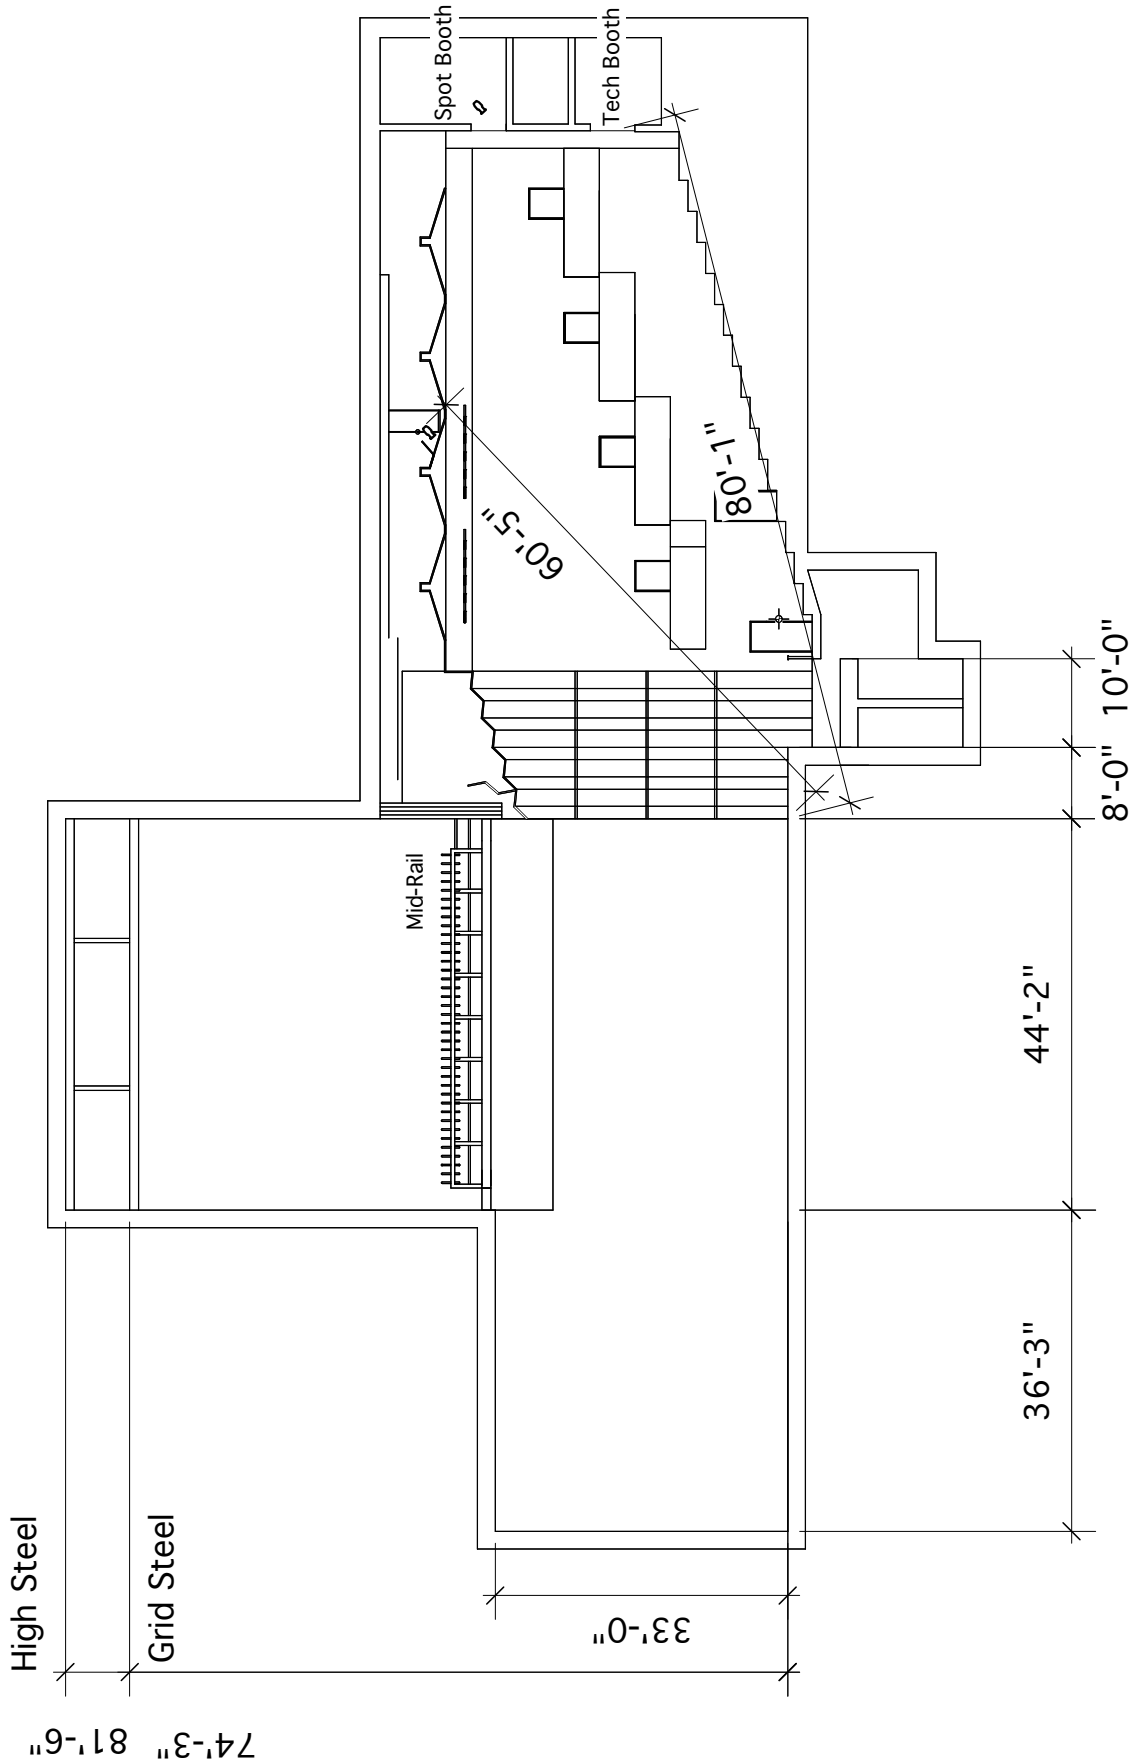 Spot Booth
Tech Booth
80'-1"
60'-5"
Mid-Rail
10'-0"
8'-0"
44'-2"
36'-3"
33'-0"
High Steel
Grid Steel
81'-6"
74'-3"